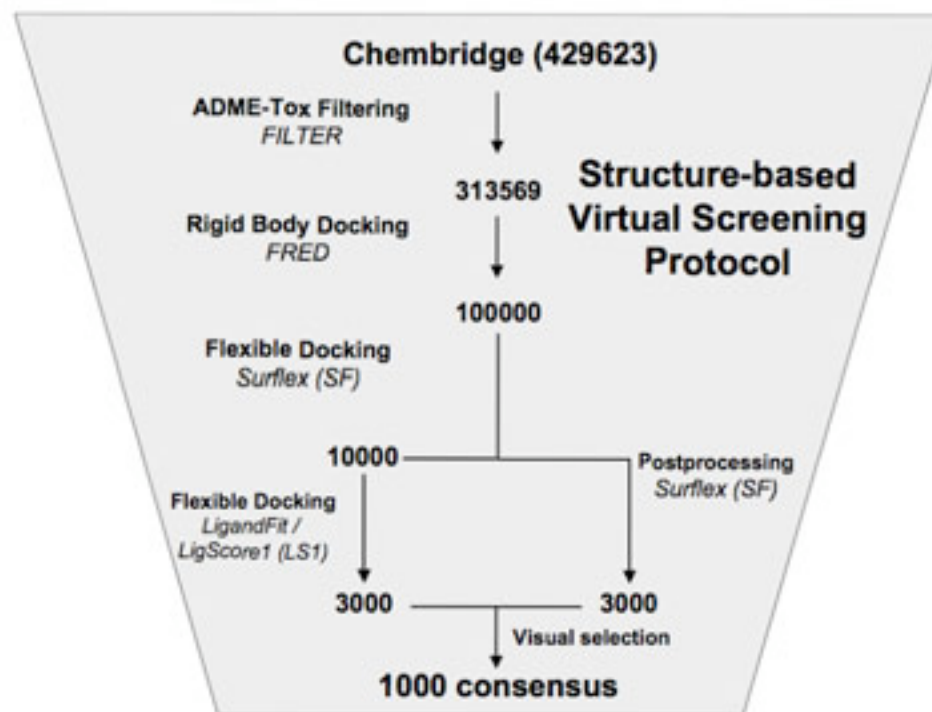 Chembridge (429623)
ADME-Tox Filtering
FILTER
313569
Structure-based
Virtual Screening
Protocol
Rigid Body Docking
FRED
100000
Flexible Docking
Surflex (SF)
10000
Postprocessing
Surflex (SF)
Flexible Docking
LigandFit /
LigScore1 (LS1)
3000
3000
Visual selection
1000 consensus